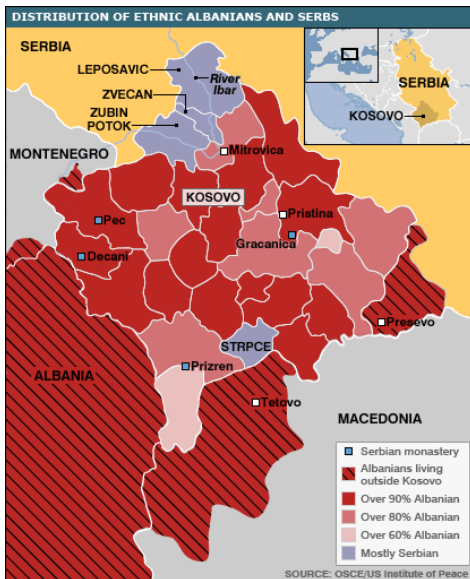 DISTRIBUTION OF ETHNIC ALBANIANS AND SERBS
SERBIA
LEPOSAVIC
River
Ibar
ZVECAN
ZUBIN
POTOK
SERBIA
KOSOVO
MONTENEGRO
Mitrovica
KOSOVO
Pec
Pristina
Gracanica
Decani
Presevo
STRPCE
ALBANIA
Prizren
Tetovo
MACEDONIA
Serbian monastery
Albanians living
outside Kosovo
Over 90% Albanian
Over 80% Albanian
Over 60% Albanian
Mostly Serbian
SOURCE: OSCE/US Institute of Peace